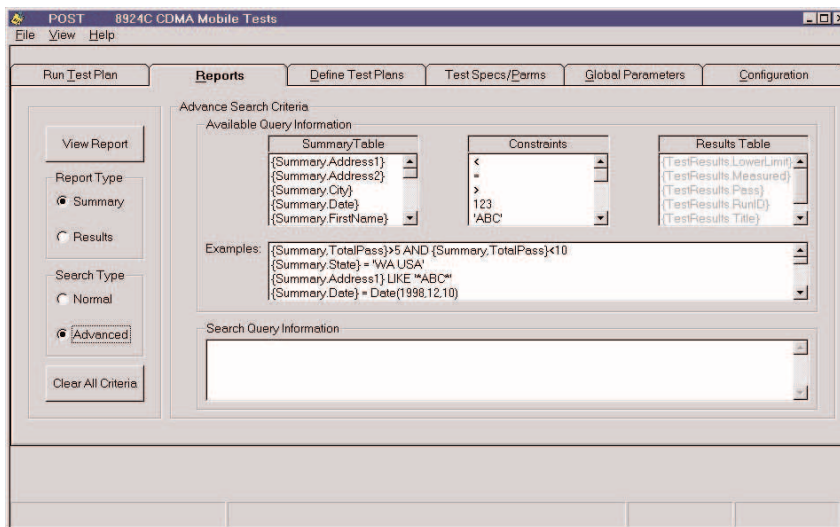 POST 8924C CDMA Mobile Tests
File View Help
Run Test Plan
Reports
Define Test Plans
Test Specs/Parms
Global Parameters
Configuration
View Report
Report Type
Summary
Results
Search Type
Normal
Advanced
Clear All Criteria
Advance Search Criteria
Available Query Information
SummaryTable
{Summary.Address1}
{Summary.Address2}
{Summary.City}
{Summary.Date}
{Summary.FirstName}
Constraints
<
=
>
123
'ABC'
Results Table
{TestResults.LowerLimit}
{TestResults.Measured}
{TestResults.Pass}
{TestResults.RunID}
{TestResults.Title}
Examples:
{Summary.TotalPass}>5 AND {Summary.TotalPass}<10
{Summary.State} = 'WA USA'
{Summary.Address1} LIKE '*ABC*'
{Summary.Date} = Date(1998,12,10)
Search Query Information